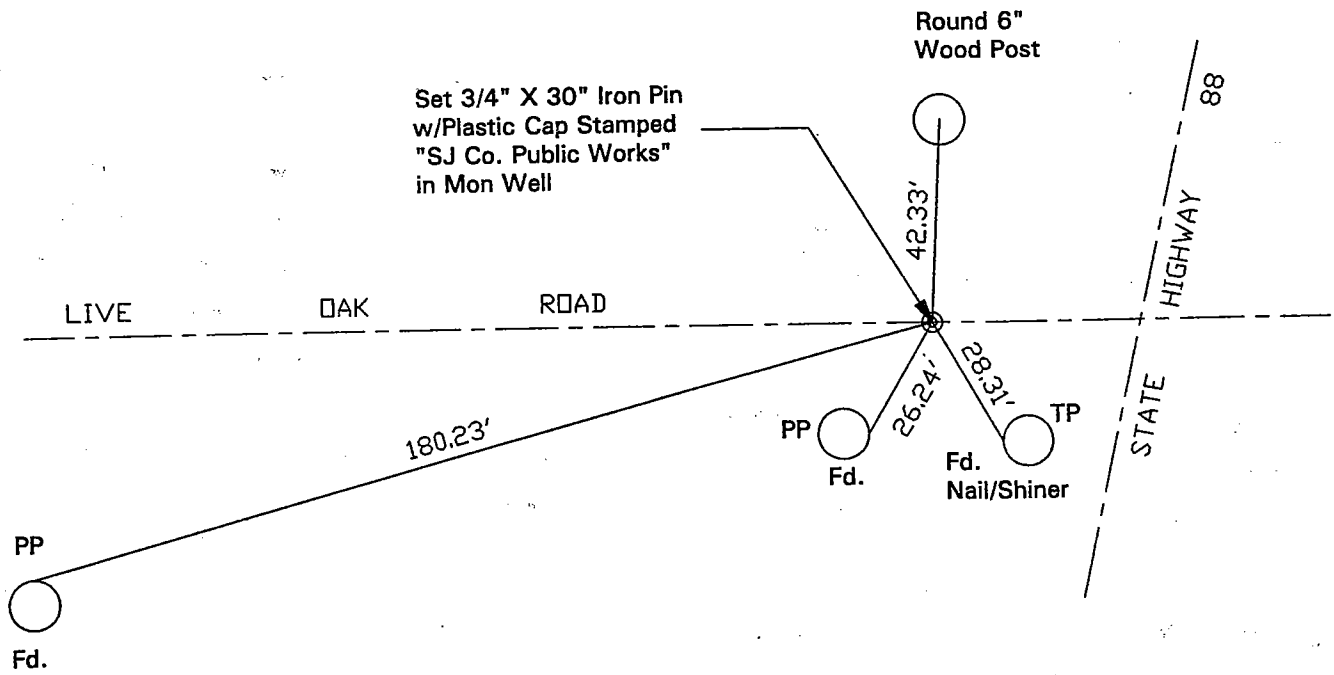 Round 6"
Wood Post
Set 3/4" X 30" Iron Pin
w/Plastic Cap Stamped
"SJ Co. Public Works"
in Mon Well
88
HIGHWAY
STATE
42.33'
LIVE OAK ROAD
180.23'
26.24'
28.31'
PP
Fd.
TP
Fd.
Nail/Shiner
PP
Fd.